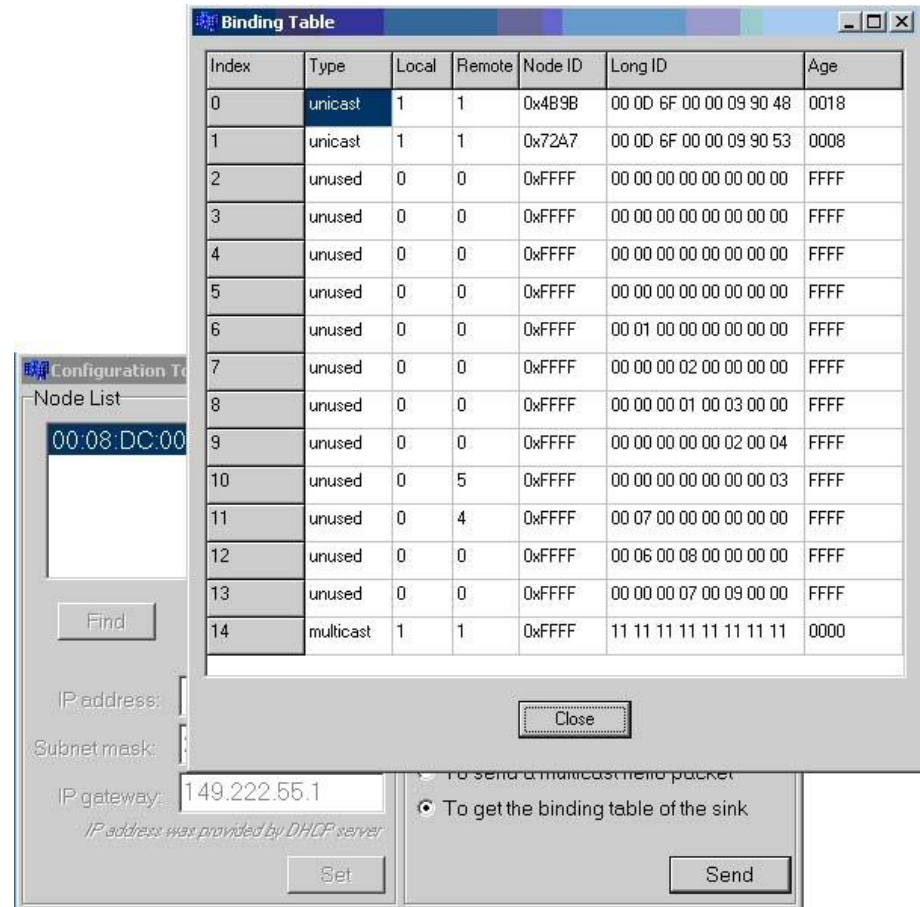 Binding Table
Index Type Local Remote Node ID Long ID Age
0 unicast 1 1 0x4B9B 00 0D 6F 00 00 09 90 48 0018
1 unicast 1 1 0x72A7 00 0D 6F 00 00 09 90 53 0008
2 unused 0 0 0xFFFF 00 00 00 00 00 00 00 00 FFFF
3 unused 0 0 0xFFFF 00 00 00 00 00 00 00 00 FFFF
4 unused 0 0 0xFFFF 00 00 00 00 00 00 00 00 FFFF
5 unused 0 0 0xFFFF 00 00 00 00 00 00 00 00 FFFF
6 unused 0 0 0xFFFF 00 01 00 00 00 00 00 00 FFFF
7 unused 0 0 0xFFFF 00 00 00 02 00 00 00 00 FFFF
8 unused 0 0 0xFFFF 00 00 00 01 00 03 00 00 FFFF
9 unused 0 0 0xFFFF 00 00 00 00 00 02 00 04 FFFF
10 unused 0 5 0xFFFF 00 00 00 00 00 00 00 03 FFFF
11 unused 0 4 0xFFFF 00 07 00 00 00 00 00 00 FFFF
12 unused 0 0 0xFFFF 00 06 00 08 00 00 00 00 FFFF
13 unused 0 0 0xFFFF 00 00 00 07 00 09 00 00 FFFF
14 multicast 1 1 0xFFFF 11 11 11 11 11 11 11 11 0000
Close
Configuration
Node List
00:08:DC:00
Find
IP address:
Subnet mask:
IP gateway: 149.222.55.1
IP address was provided by DHCP server
Set
To send a multicast hello packet
To get the binding table of the sink
Send